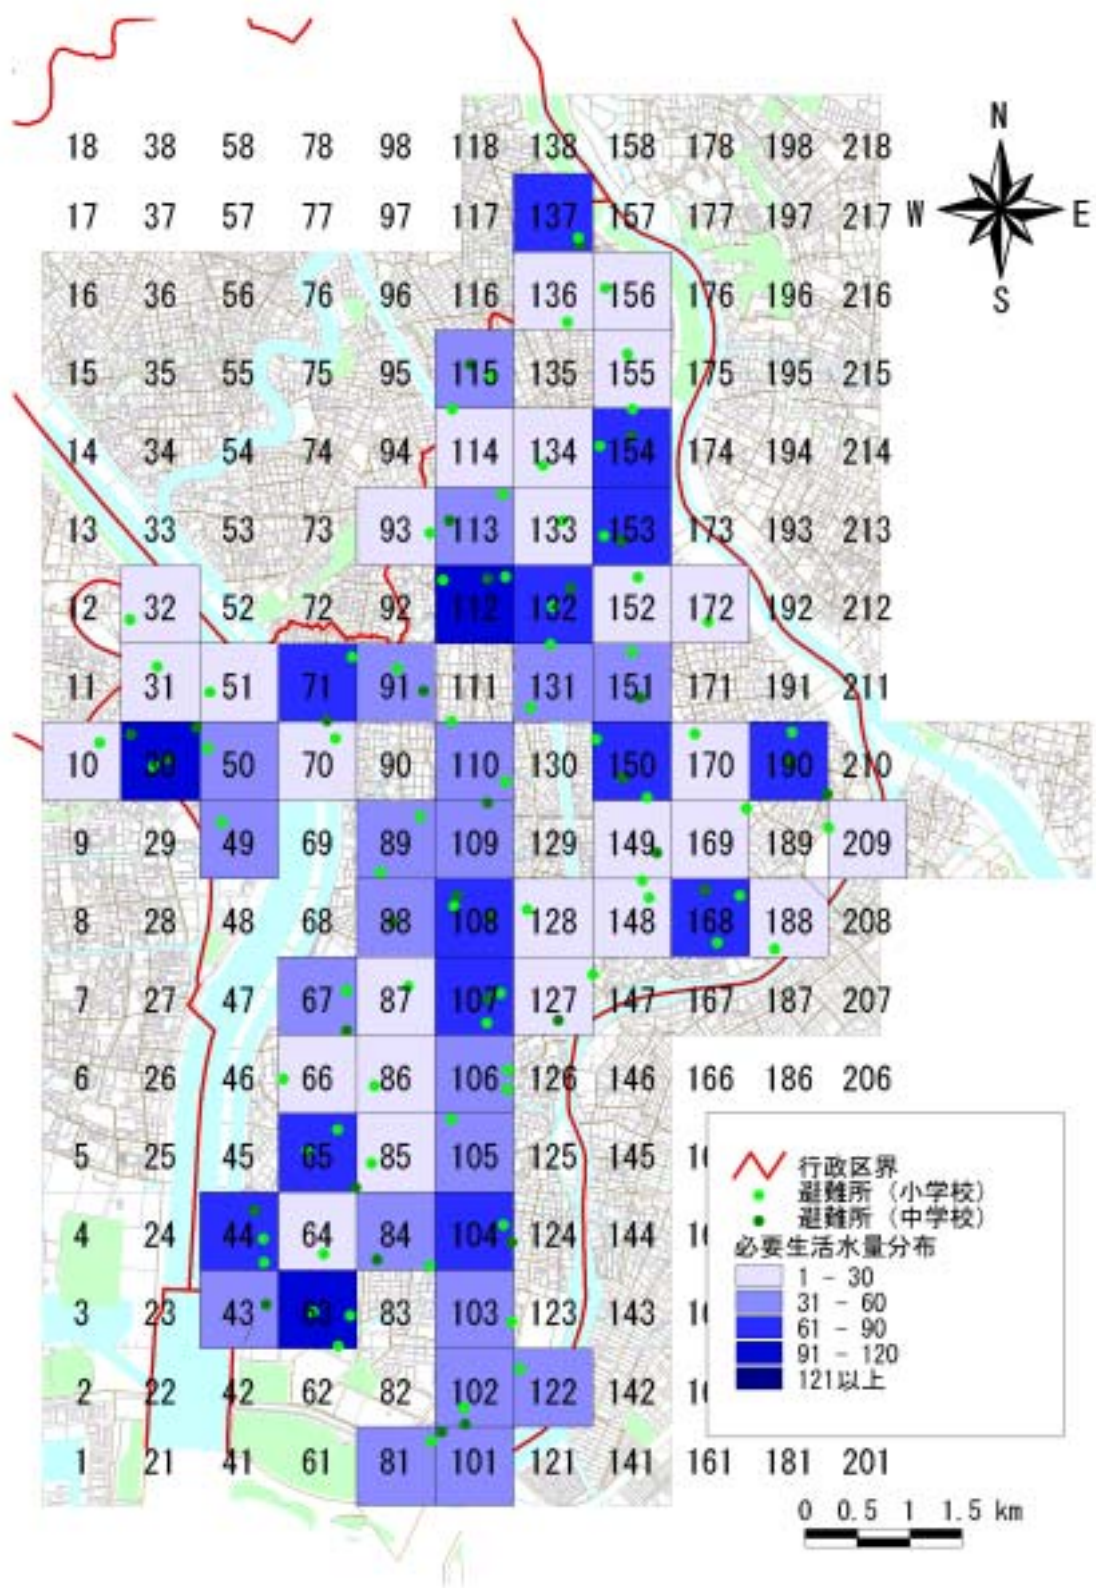 N
18 38 58 78 98 118 138 158 178 198 218
17 37 57 77 97 117 137 157 177 197 217 W E
16 36 56 76 96 116 136 156 176 196 216 S
15 35 55 75 95 115 135 155 175 195 215
14 34 54 74 94 114 134 154 174 194 214
13 33 53 73 93 113 133 153 173 193 213
12 32 52 72 92 112 132 152 172 192 212
11 31 51 71 91 111 131 151 171 191 211
10 30 50 70 90 110 130 150 170 190 210
9 29 49 69 89 109 129 149 169 189 209
8 28 48 68 88 108 128 148 168 188 208
7 27 47 67 87 107 127 147 167 187 207
6 26 46 66 86 106 126 146 166 186 206
5 25 45 65 85 105 125 145
4 24 44 64 84 104 124 144
3 23 43 63 83 103 123 143
2 22 42 62 82 102 122 142
1 21 41 61 81 101 121 141 161 181 201
行政区界
避難所（小学校）
避難所（中学校）
必要生活水量分布
1 - 30
31 - 60
61 - 90
91 - 120
121以上
0 0.5 1 1.5 km